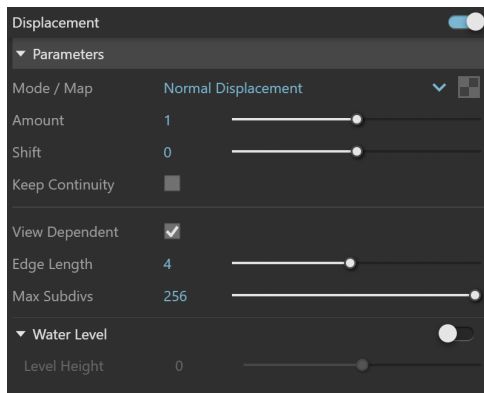 Displacement
Parameters
Mode / Map Normal Displacement
Amount 1
Shift 0
Keep Continuity
View Dependent
Edge Length 4
Max Subdivs 256
Water Level
Level Height 0